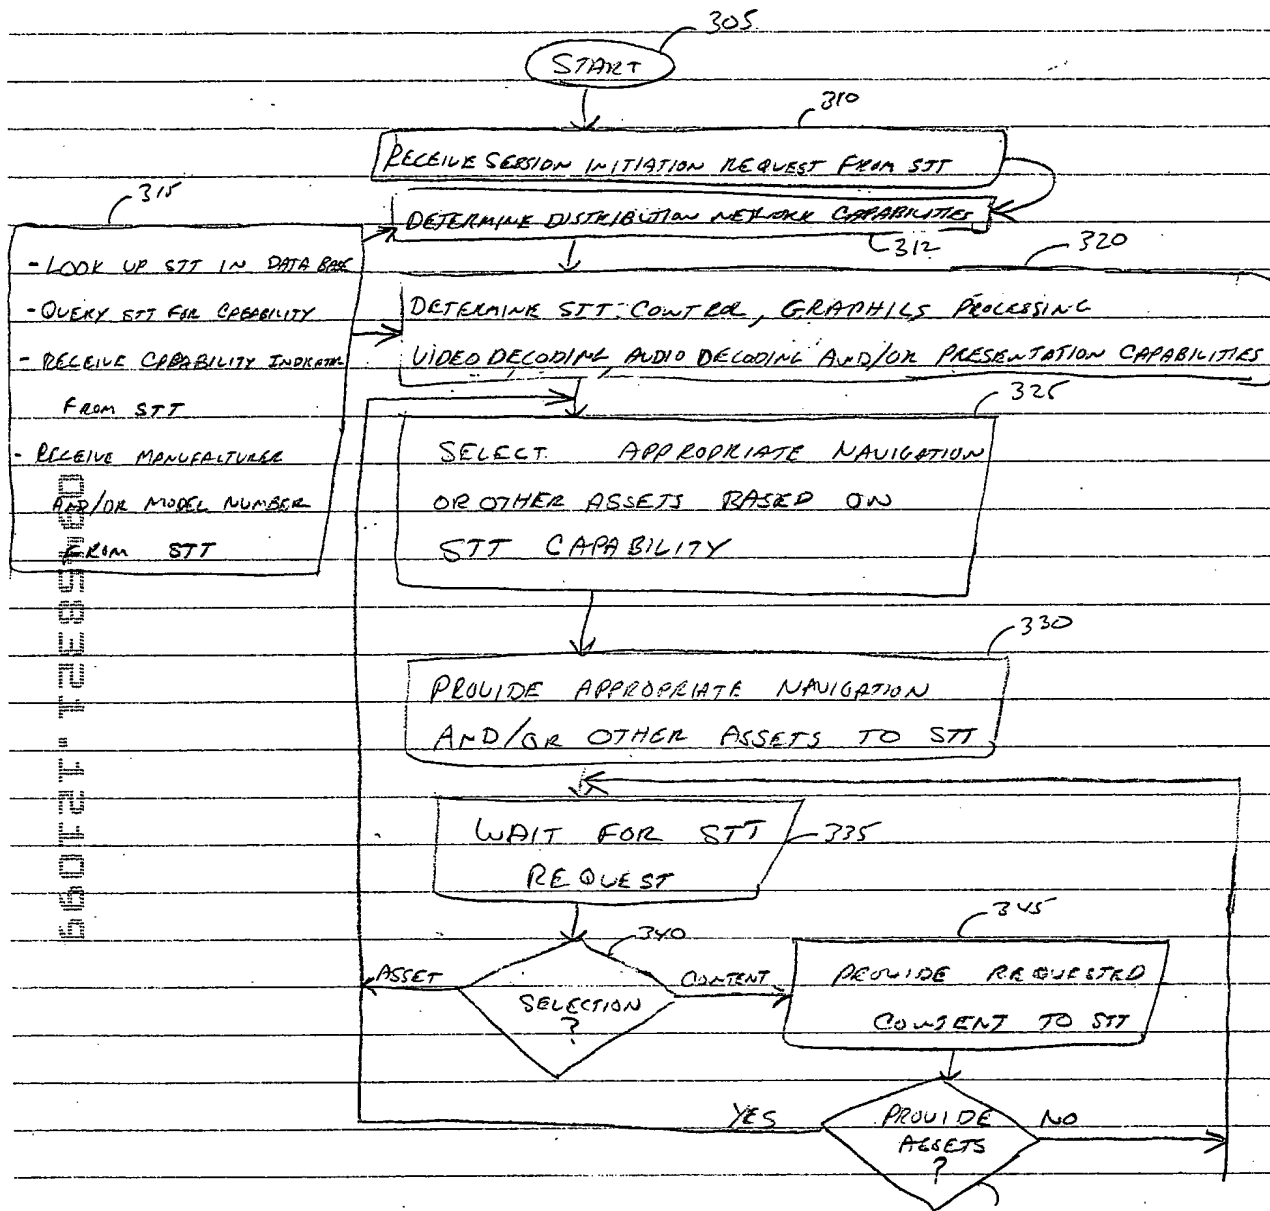 305
START
310
RECEIVE SESSION INITIATION REQUEST FROM STT
315
DETERMINE DISTRIBUTION NETWORK CAPABILITIES
312
320
- LOOK UP STT IN DATA BASE
- QUERY STT FOR CAPABILITY
- RECEIVE CAPABILITY INDICATOR
FROM STT
- RECEIVE MANUFACTURER
AND/OR MODEL NUMBER
FROM STT
DETERMINE STT CONTROL, GRAPHICS PROCESSING
VIDEO DECODING, AUDIO DECODING AND/OR PRESENTATION CAPABILITIES
325
SELECT APPROPRIATE NAVIGATION
OR OTHER ASSETS BASED ON
STT CAPABILITY
330
PROVIDE APPROPRIATE NAVIGATION
AND/OR OTHER ASSETS TO STT
WAIT FOR STT
REQUEST
335
340
SELECTION
?
ASSET
CONTENT
345
PROVIDE REQUESTED
CONTENT TO STT
PROVIDE
ASSETS
?
YES
NO
09458321.121099